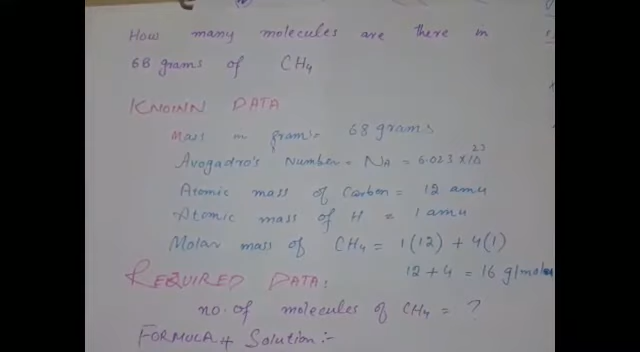 How many molecules are there in
68 grams of CH4
KNOWN DATA
Mass in gram = 68 grams
Avogadro's Number = NA = 6.023 × 10^23
Atomic mass of Carbon = 12 amu
Atomic mass of H = 1 amu
Molar mass of CH4 = 1(12) + 4(1)
12 + 4 = 16 g/mole
REQUIRED DATA:
no. of molecules of CH4 = ?
FORMULA + Solution:-